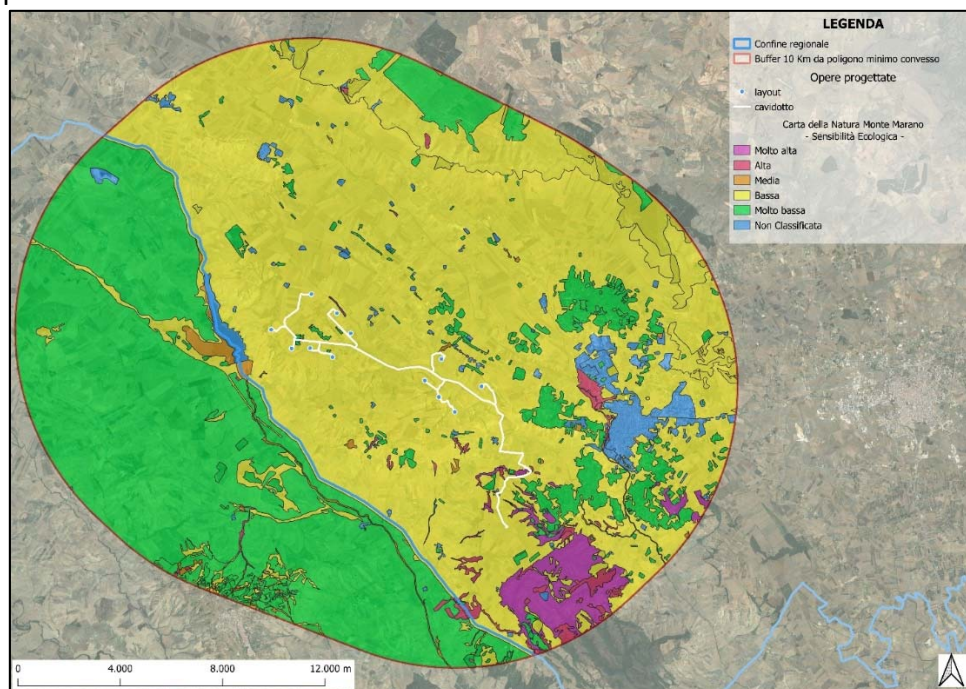 LEGENDA
Confine regionale
Buffer 10 Km da poligono minimo convesso
Opere progettate
layout
cavidotto
Carta della Natura Monte Marano
- Sensibilità Ecologica -
Molto alta
Alta
Media
Bassa
Molto bassa
Non Classificata
0 4.000 8.000 12.000 m